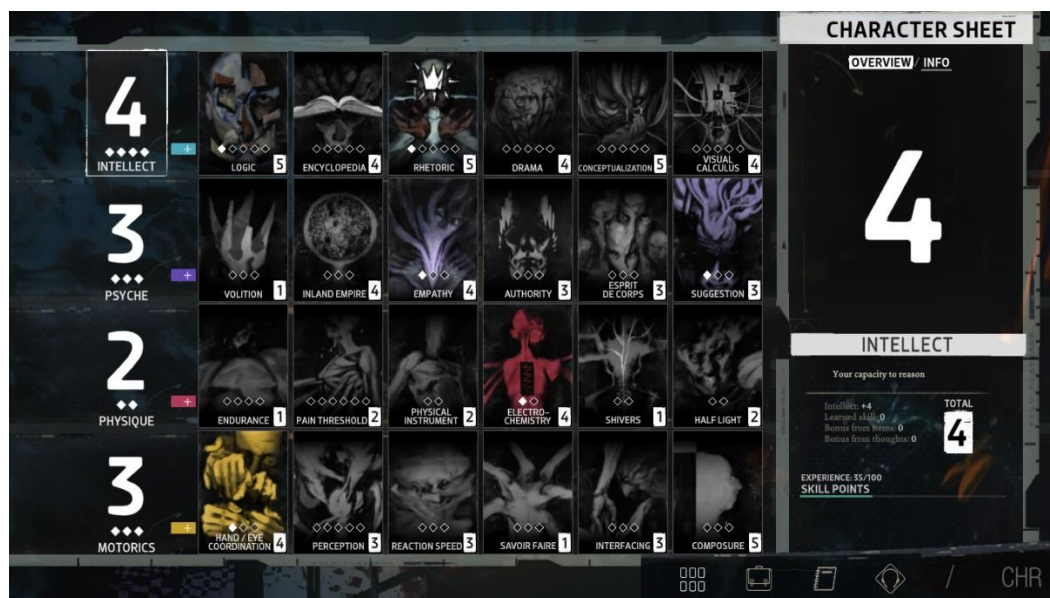 CHARACTER SHEET
OVERVIEW / INFO
4
INTELLECT
LOGIC 5
ENCYCLOPEDIA 4
RHETORIC 5
DRAMA 4
CONCEPTUALIZATION 5
VISUAL
CALCULUS 4
3
PSYCHE
VOLITION 1
INLAND EMPIRE 4
EMPATHY 4
AUTHORITY 3
ESPRIT
DE CORPS 3
SUGGESTION 3
2
PHYSIQUE
ENDURANCE 1
PAIN THRESHOLD 2
PHYSICAL
INSTRUMENT 2
ELECTRO-
CHEMISTRY 4
SHIVERS 1
HALF LIGHT 2
3
MOTORICS
HAND / EYE
COORDINATION 4
PERCEPTION 3
REACTION SPEED 3
SAVOIR FAIRE 1
INTERFACING 3
COMPOSURE 5
4
INTELLECT
Your capacity to reason
Intellect: +4
Learned skill: 0
Bonus from items: 0
Bonus from thoughts: 0
TOTAL
4
EXPERIENCE: 35/100
SKILL POINTS
/ CHR